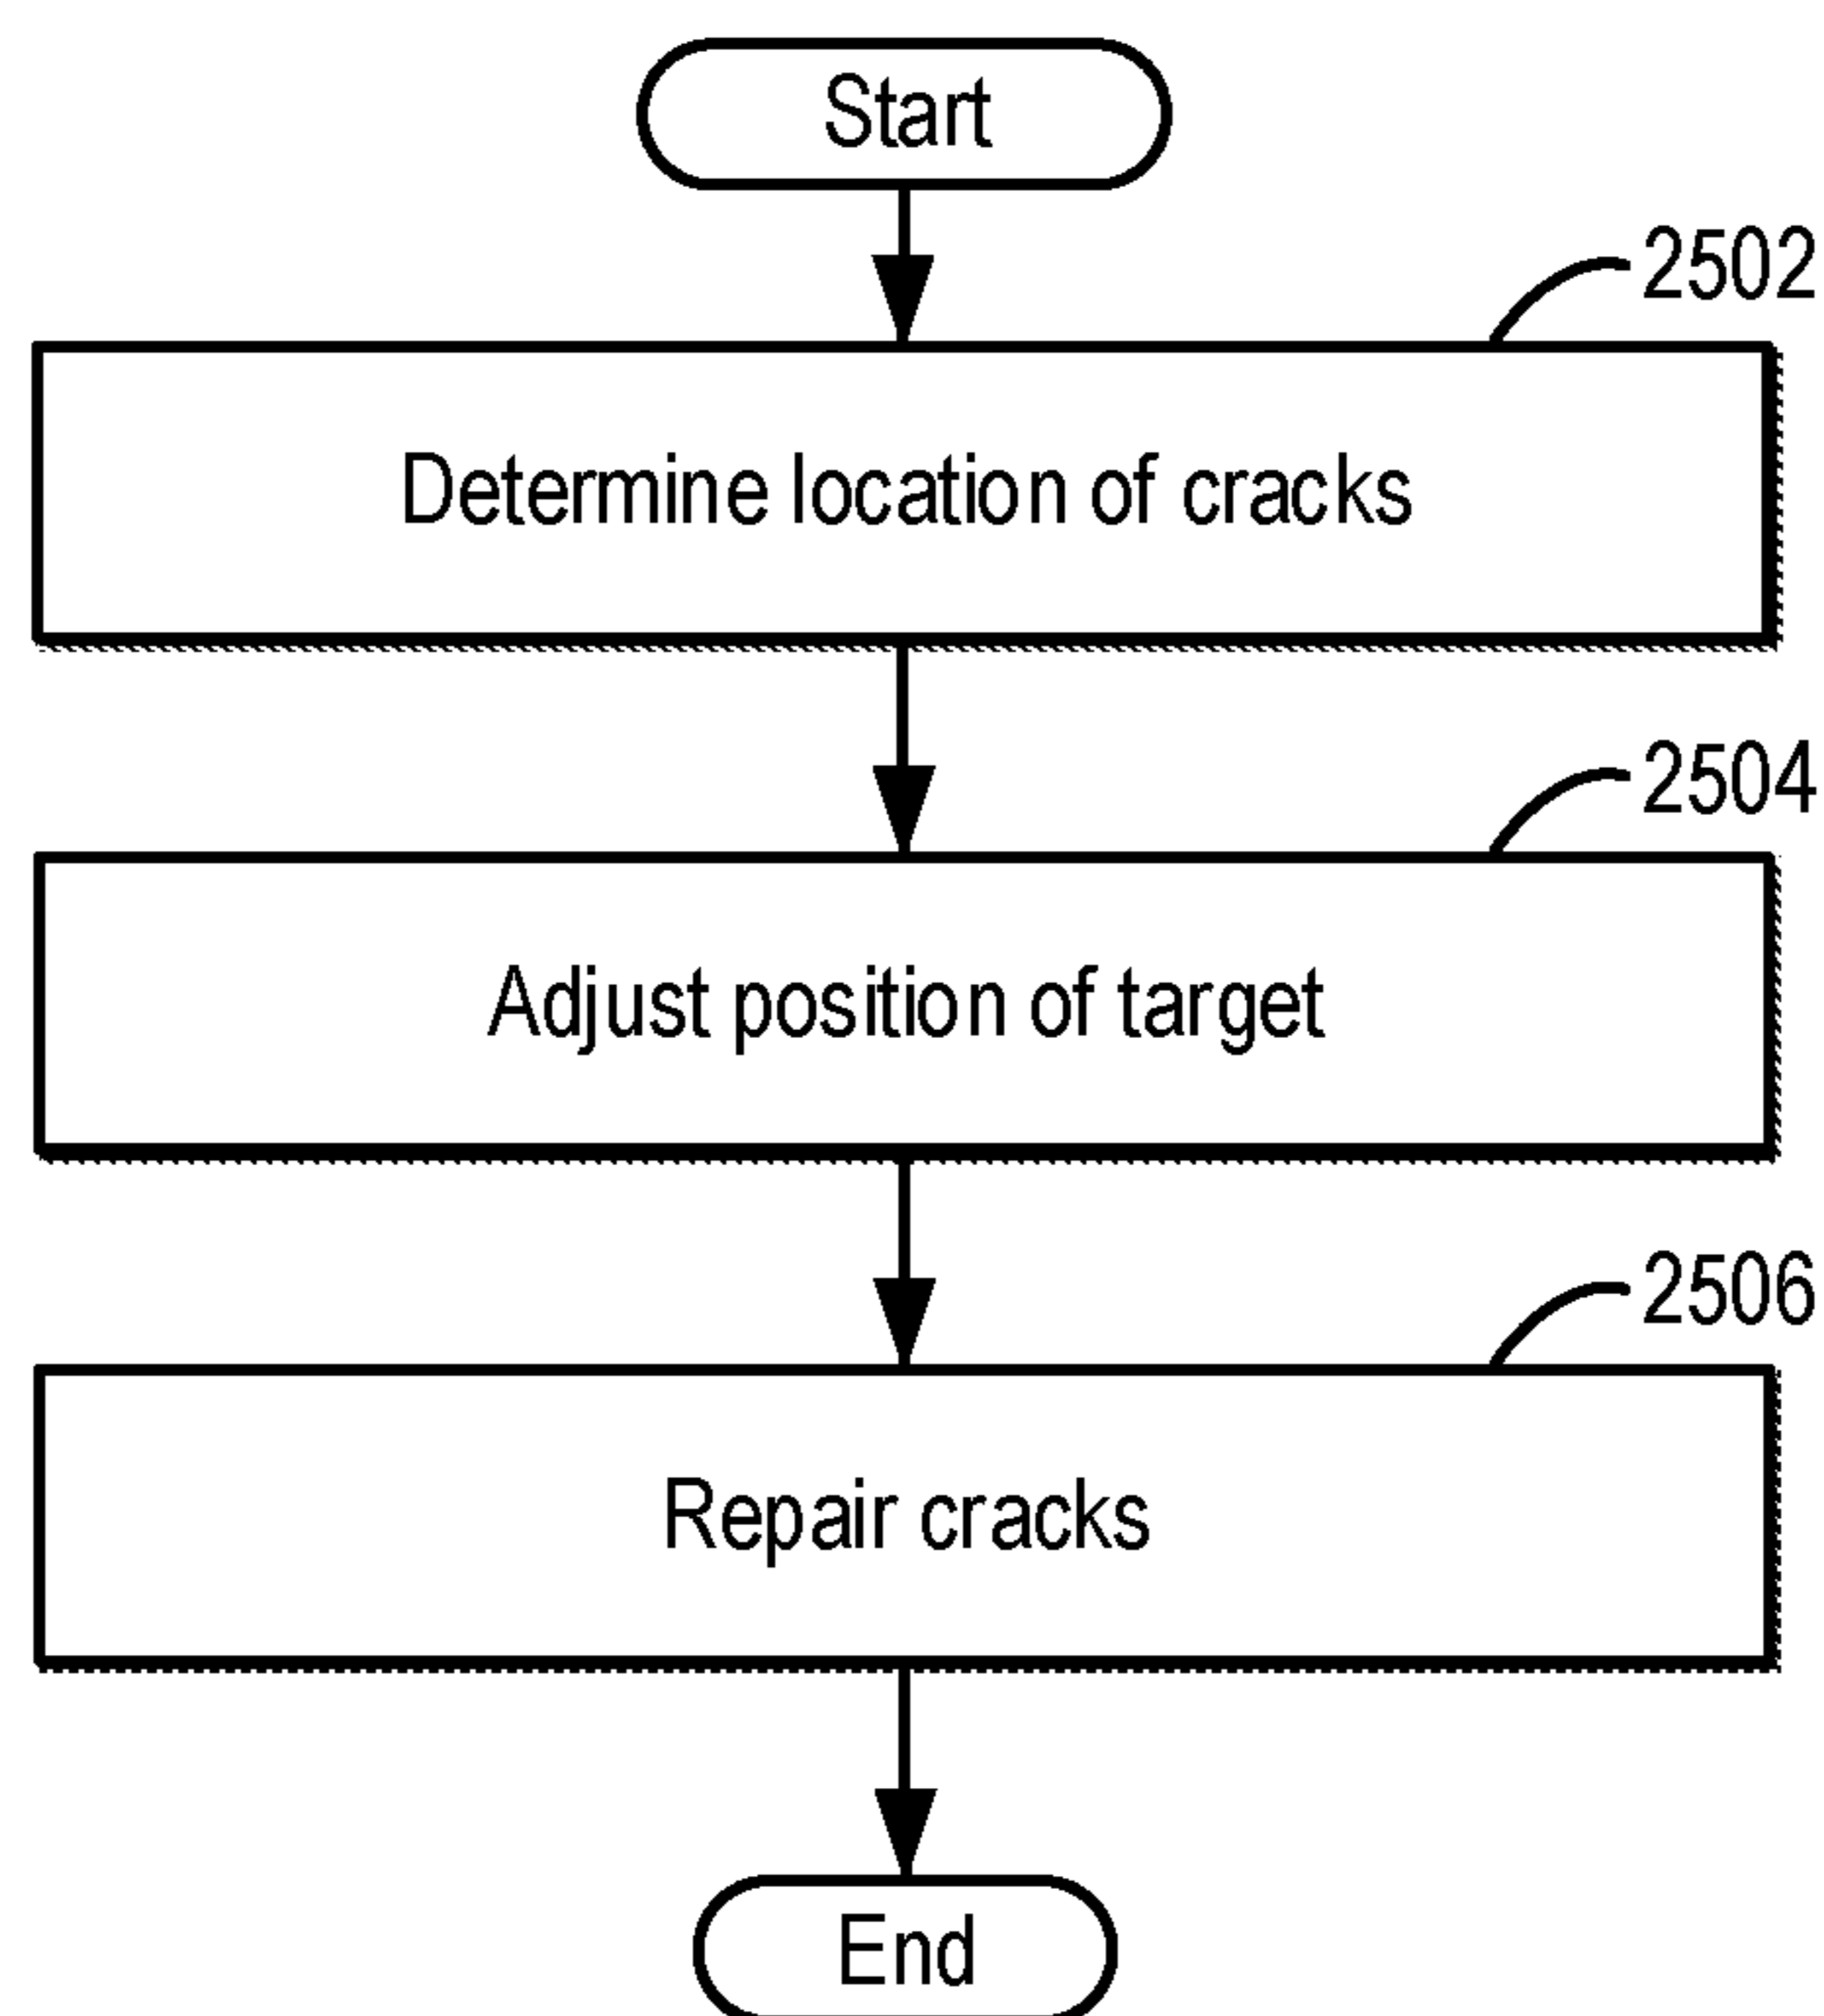 Start
2502
Determine location of cracks
2504
Adjust position of target
2506
Repair cracks
End